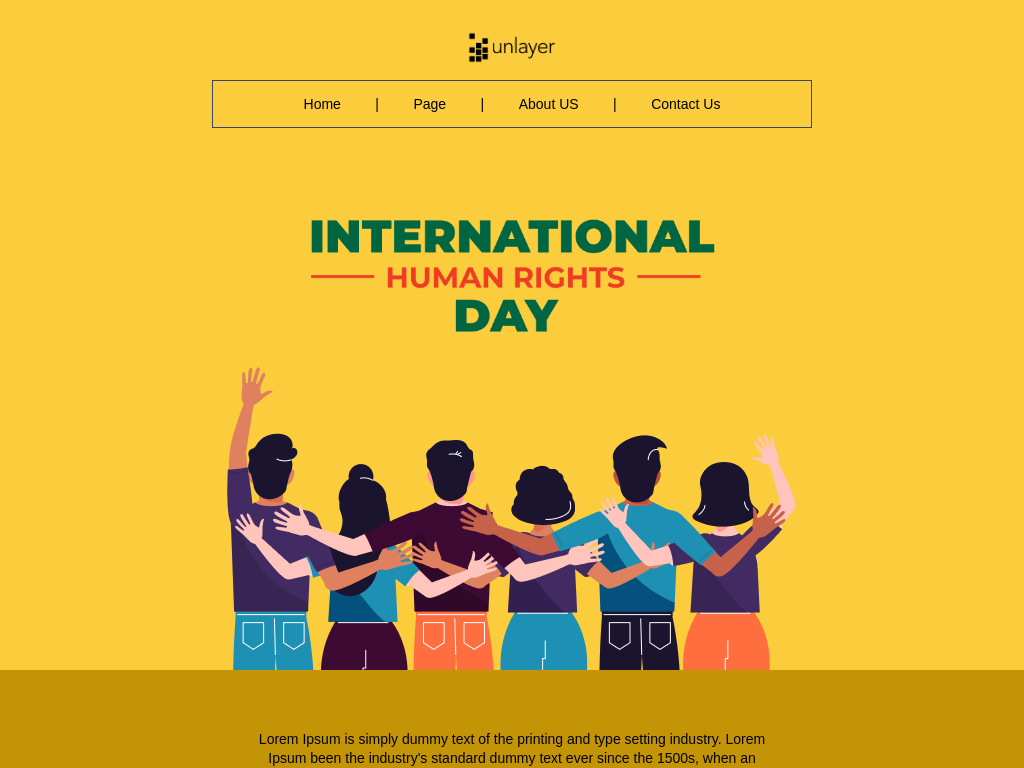 unlayer
Home | Page | About US | Contact Us
INTERNATIONAL
HUMAN RIGHTS
DAY
Lorem Ipsum is simply dummy text of the printing and type setting industry. Lorem
Ipsum been the industry's standard dummy text ever since the 1500s, when an